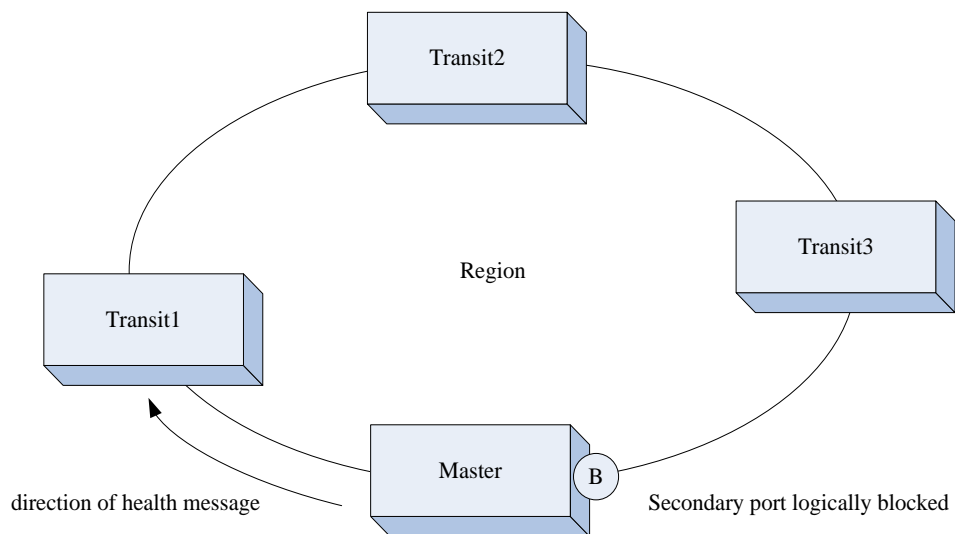 Transit2
Transit3
Region
Transit1
Master
B
direction of health message
Secondary port logically blocked